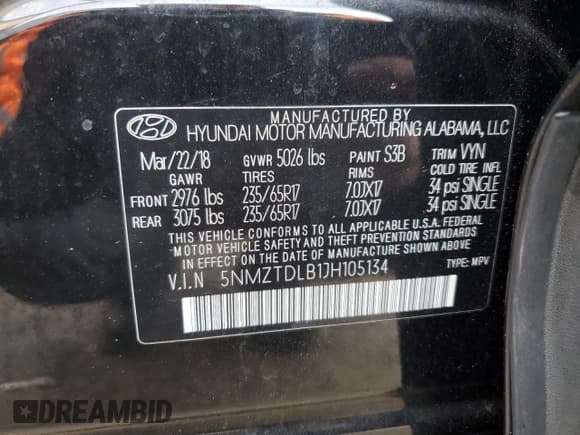 MANUFACTURED BY
HYUNDAI MOTOR MANUFACTURING ALABAMA, LLC
Mar/22/18 GVWR 5026 lbs PAINT S3B TRIM VYN
GAWR TIRES RIMS COLD TIRE INFL
FRONT 2976 lbs 235/65R17 7.0JX17 34 psi SINGLE
REAR 3075 lbs 235/65R17 7.0JX17 34 psi SINGLE
THIS VEHICLE CONFORMS TO ALL APPLICABLE U.S.A. FEDERAL
MOTOR VEHICLE SAFETY AND THEFT PREVENTION STANDARDS
IN EFFECT ON THE DATE OF MANUFACTURE SHOWN ABOVE.
V.I.N 5NMZTDLB1JH105134 TYPE: MPV
DREAMBID